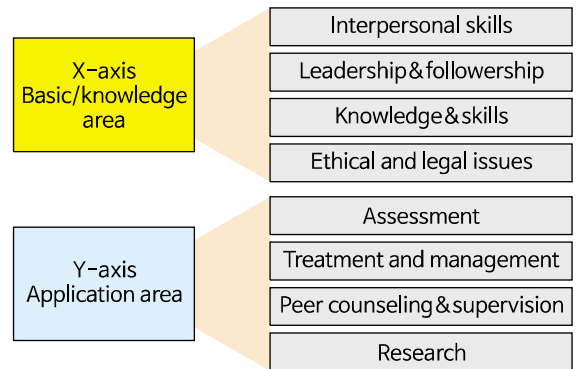 X-axis
Basic/knowledge
area
Interpersonal skills
Leadership&followership
Knowledge&skills
Ethical and legal issues
Y-axis
Application area
Assessment
Treatment and management
Peer counseling&supervision
Research